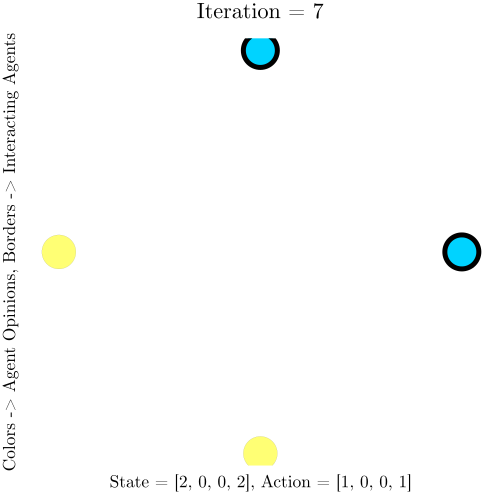 Iteration = 7
Colors -> Agent Opinions, Borders -> Interacting Agents
State = [2, 0, 0, 2], Action = [1, 0, 0, 1]